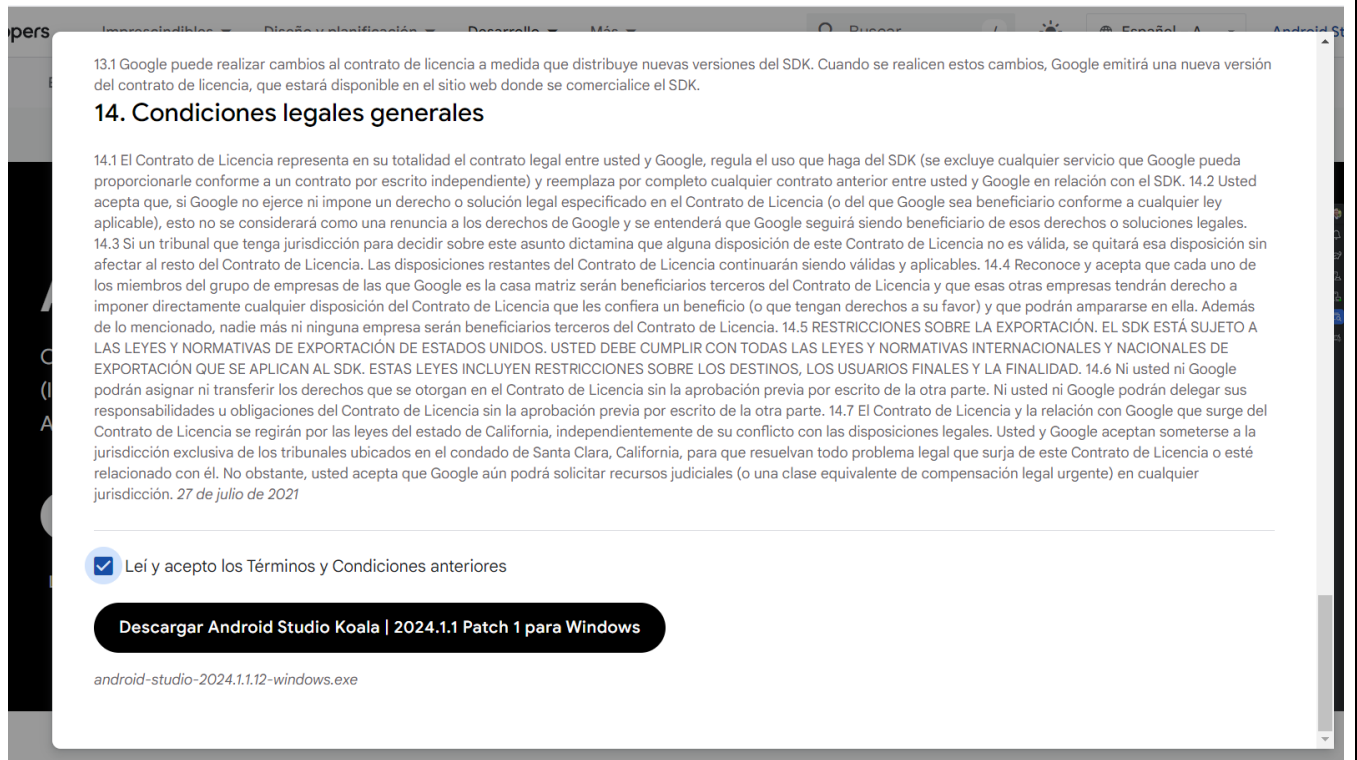 pers
Buscar
/
Español - A
Android St
13.1 Google puede realizar cambios al contrato de licencia a medida que distribuye nuevas versiones del SDK. Cuando se realicen estos cambios, Google emitirá una nueva versión
del contrato de licencia, que estará disponible en el sitio web donde se comercialice el SDK.
14. Condiciones legales generales
14.1 El Contrato de Licencia representa en su totalidad el contrato legal entre usted y Google, regula el uso que haga del SDK (se excluye cualquier servicio que Google pueda
proporcionarle conforme a un contrato por escrito independiente) y reemplaza por completo cualquier contrato anterior entre usted y Google en relación con el SDK. 14.2 Usted
acepta que, si Google no ejerce ni impone un derecho o solución legal especificado en el Contrato de Licencia (o del que Google sea beneficiario conforme a cualquier ley
aplicable), esto no se considerará como una renuncia a los derechos de Google y se entenderá que Google seguirá siendo beneficiario de esos derechos o soluciones legales.
14.3 Si un tribunal que tenga jurisdicción para decidir sobre este asunto dictamina que alguna disposición de este Contrato de Licencia no es válida, se quitará esa disposición sin
afectar al resto del Contrato de Licencia. Las disposiciones restantes del Contrato de Licencia continuarán siendo válidas y aplicables. 14.4 Reconoce y acepta que cada uno de
los miembros del grupo de empresas de las que Google es la casa matriz serán beneficiarios terceros del Contrato de Licencia y que esas otras empresas tendrán derecho a
imponer directamente cualquier disposición del Contrato de Licencia que les confiera un beneficio (o que tengan derechos a su favor) y que podrán ampararse en ella. Además
de lo mencionado, nadie más ni ninguna empresa serán beneficiarios terceros del Contrato de Licencia. 14.5 RESTRICCIONES SOBRE LA EXPORTACIÓN. EL SDK ESTÁ SUJETO A
LAS LEYES Y NORMATIVAS DE EXPORTACIÓN DE ESTADOS UNIDOS. USTED DEBE CUMPLIR CON TODAS LAS LEYES Y NORMATIVAS INTERNACIONALES Y NACIONALES DE
EXPORTACIÓN QUE SE APLICAN AL SDK. ESTAS LEYES INCLUYEN RESTRICCIONES SOBRE LOS DESTINOS, LOS USUARIOS FINALES Y LA FINALIDAD. 14.6 Ni usted ni Google
podrán asignar ni transferir los derechos que se otorgan en el Contrato de Licencia sin la aprobación previa por escrito de la otra parte. Ni usted ni Google podrán delegar sus
responsabilidades u obligaciones del Contrato de Licencia sin la aprobación previa por escrito de la otra parte. 14.7 El Contrato de Licencia y la relación con Google que surge del
Contrato de Licencia se regirán por las leyes del estado de California, independientemente de su conflicto con las disposiciones legales. Usted y Google aceptan someterse a la
jurisdicción exclusiva de los tribunales ubicados en el condado de Santa Clara, California, para que resuelvan todo problema legal que surja de este Contrato de Licencia o esté
relacionado con él. No obstante, usted acepta que Google aún podrá solicitar recursos judiciales (o una clase equivalente de compensación legal urgente) en cualquier
jurisdicción. 27 de julio de 2021
Leí y acepto los Términos y Condiciones anteriores
Descargar Android Studio Koala | 2024.1.1 Patch 1 para Windows
android-studio-2024.1.1.12-windows.exe